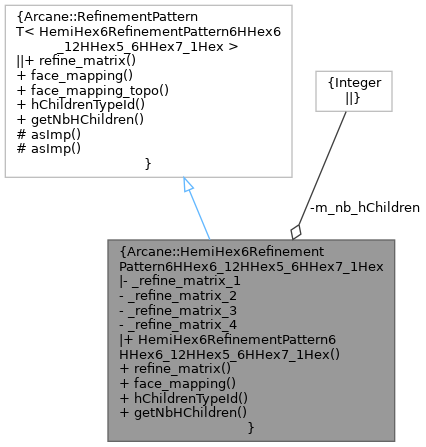 {Arcane::RefinementPattern
T< HemiHex6RefinementPattern6HHex6
_12HHex5_6HHex7_1Hex >
||+ refine_matrix()
+ face_mapping()
+ face_mapping_topo()
+ hChildrenTypeId()
+ getNbHChildren()
# asImp()
# asImp()
}
{Integer
||}
-m_nb_hChildren
{Arcane::HemiHex6Refinement
Pattern6HHex6_12HHex5_6HHex7_1Hex
|- _refine_matrix_1
- _refine_matrix_2
- _refine_matrix_3
- _refine_matrix_4
|+ HemiHex6RefinementPattern6
HHex6_12HHex5_6HHex7_1Hex()
+ refine_matrix()
+ face_mapping()
+ hChildrenTypeId()
+ getNbHChildren()
}